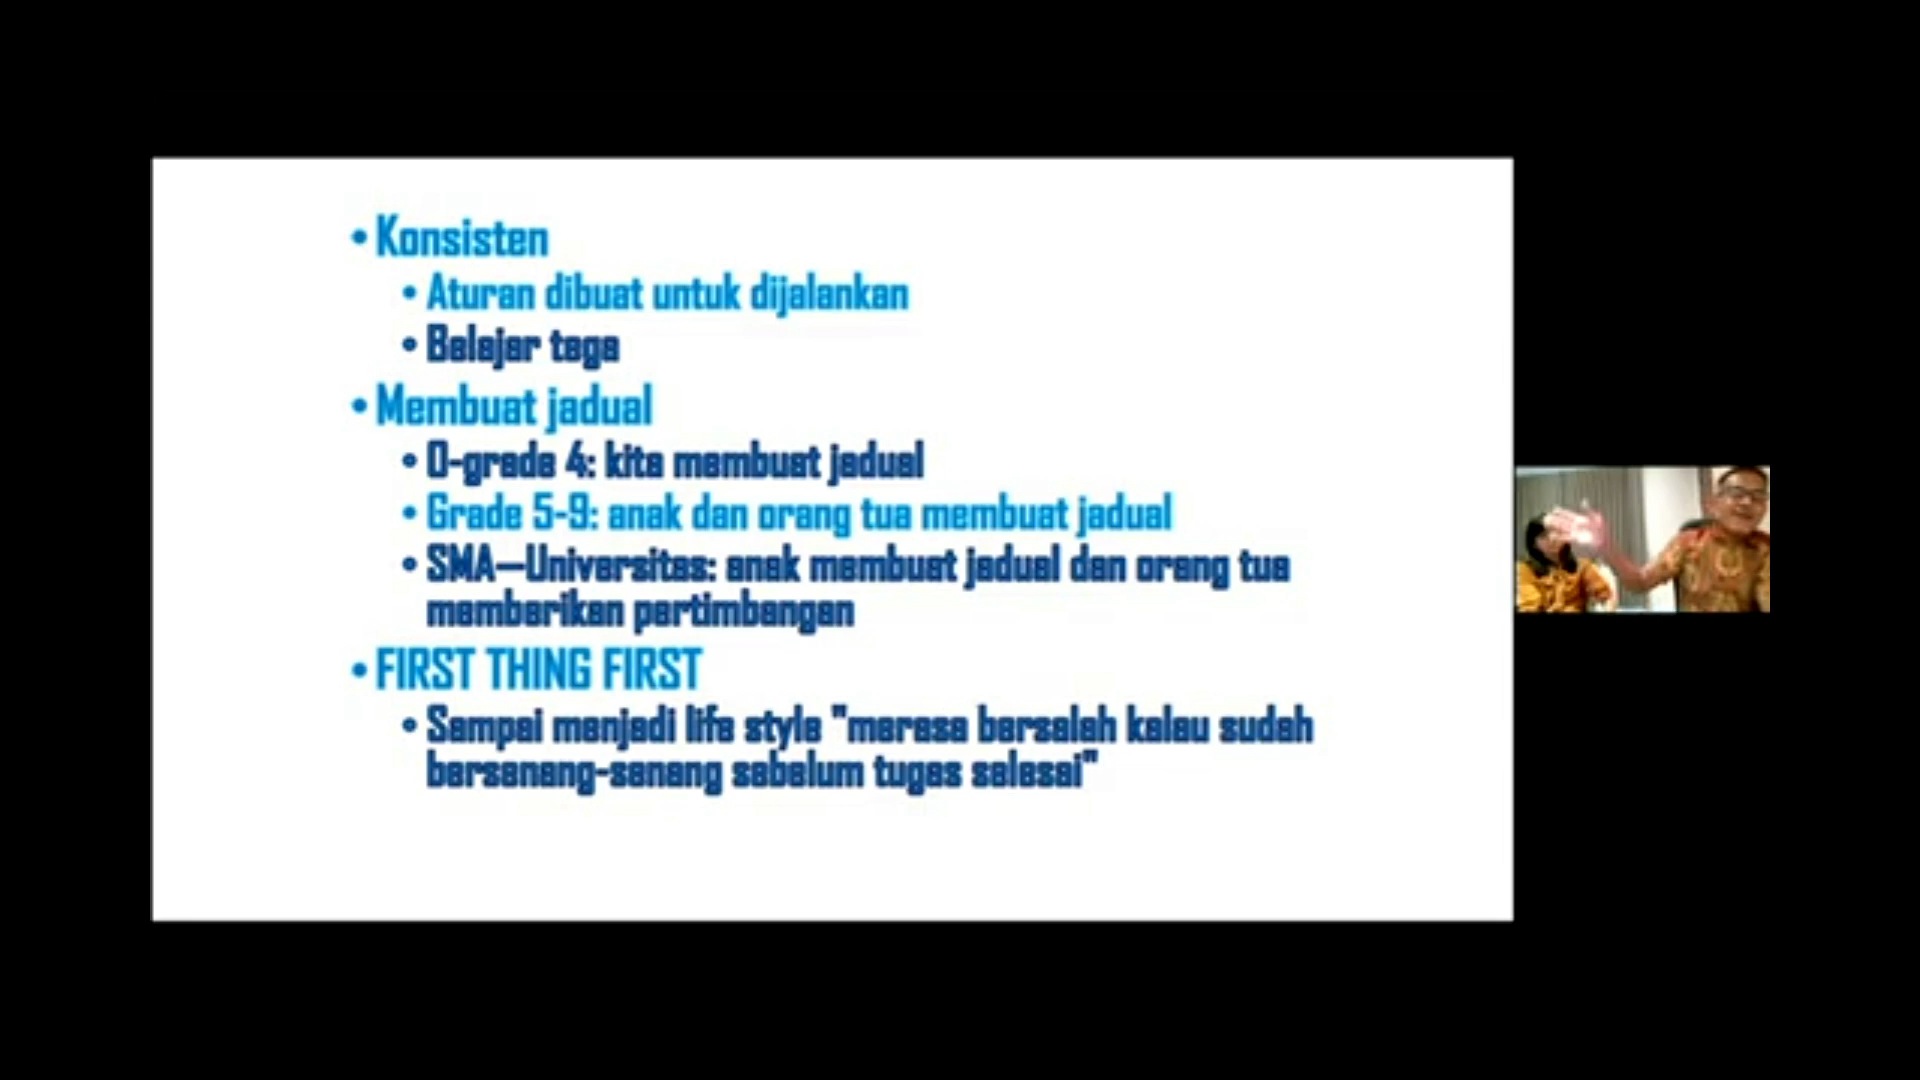 • Konsisten
• Aturan dibuat untuk dijalankan
• Belajar tega
• Membuat jadual
• 0-grade 4: kita membuat jadual
• Grade 5-9: anak dan orang tua membuat jadual
• SMA—Universitas: anak membuat jadual dan orang tua
memberikan pertimbangan
• FIRST THING FIRST
• Sampai menjadi life style "merasa bersalah kalau sudah
bersenang-senang sebelum tugas selesai"